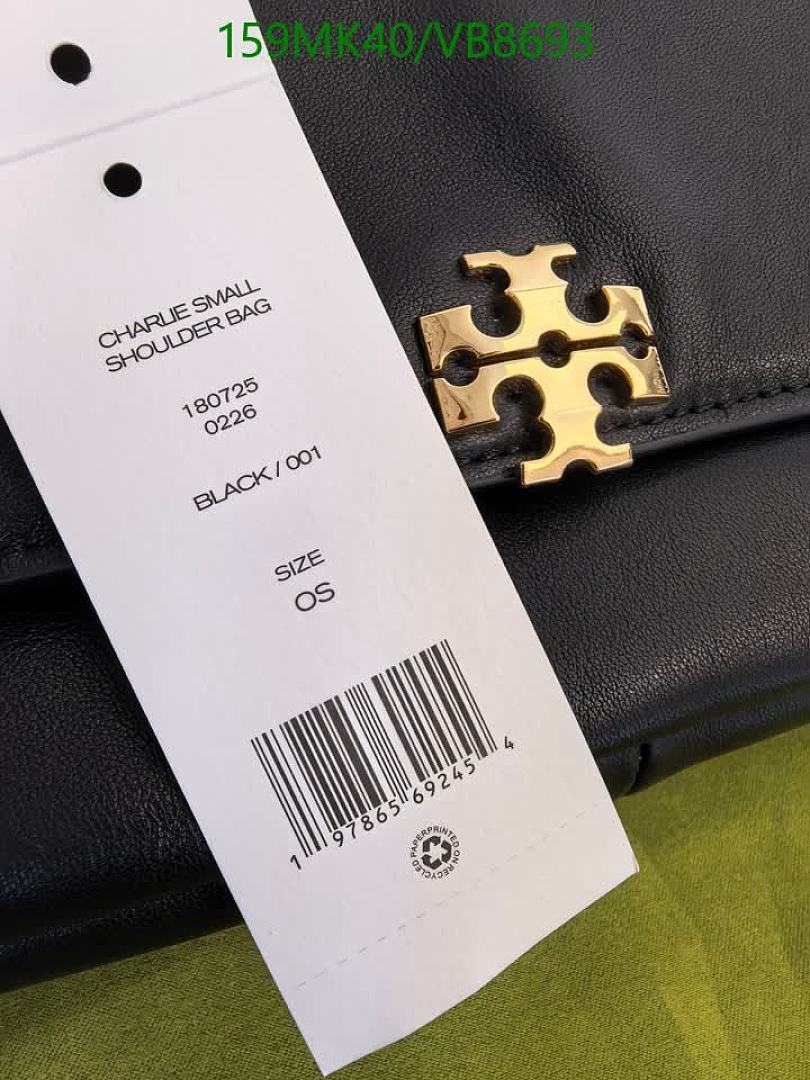 159MK40/VB8693
CHARLIE SMALL
SHOULDER BAG
180725
0226
BLACK / 001
SIZE
OS
1 97865 69245 4
PRINTED ON RECYCLED PAPER